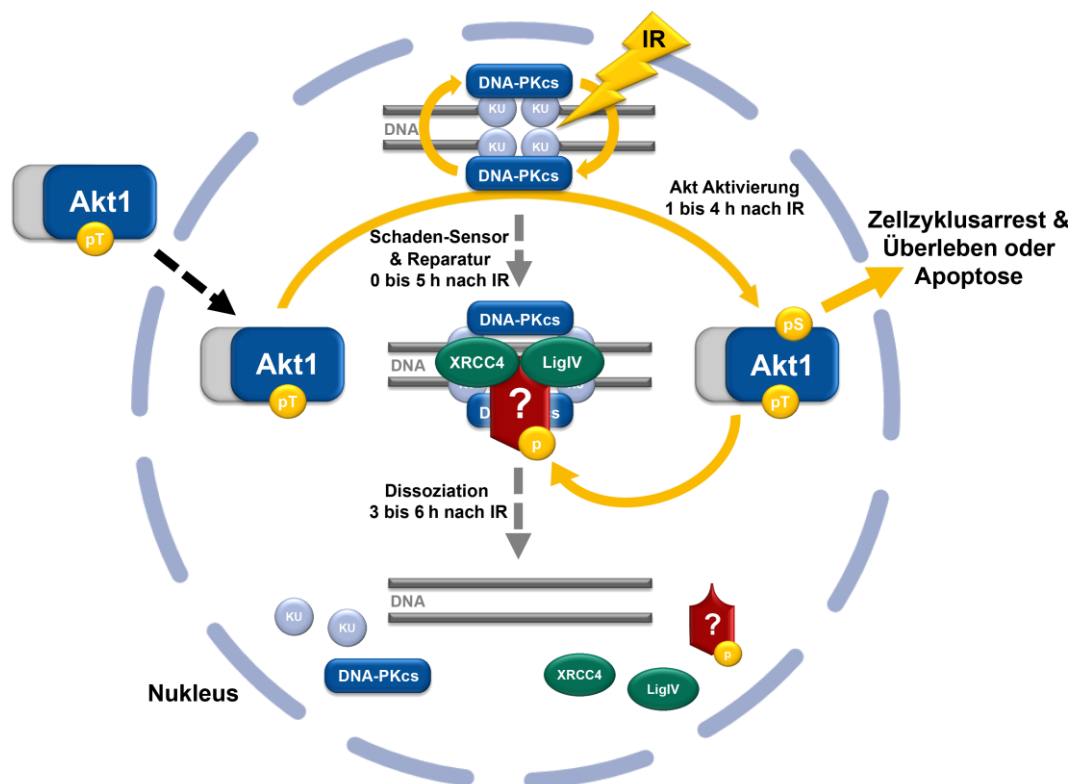 IR
DNA-PKcs
KU
KU
DNA
KU
KU
DNA-PKcs
Akt1
pT
Akt Aktivierung
1 bis 4 h nach IR
Zellzyklusarrest &
Überleben oder
Apoptose
Schaden-Sensor
& Reparatur
0 bis 5 h nach IR
Akt1
pT
DNA-PKcs
XRCC4
LigIV
DNA
?
p
pS
Akt1
pT
Dissoziation
3 bis 6 h nach IR
DNA
KU
KU
DNA-PKcs
?
p
XRCC4
LigIV
Nukleus